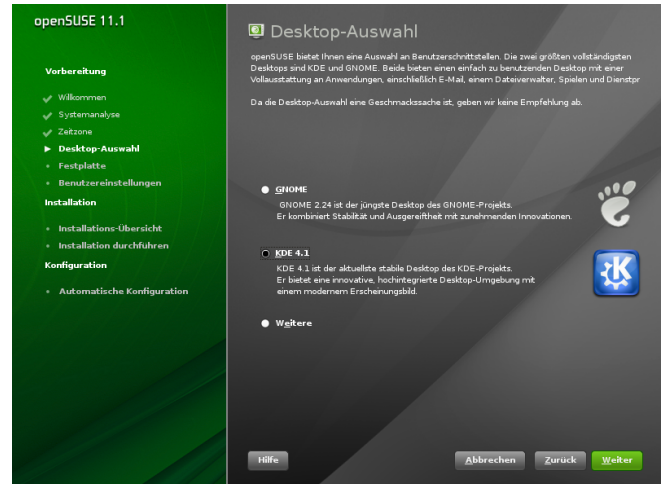 openSUSE 11.1
Vorbereitung
Willkommen
Systemanalyse
Zeitzone
Desktop-Auswahl
Festplatte
Benutzereinstellungen
Installation
Installations-Übersicht
Installation durchführen
Konfiguration
Automatische Konfiguration
Desktop-Auswahl
openSUSE bietet Ihnen eine Auswahl an Benutzerschnittstellen. Die zwei größten vollständigsten
Desktops sind KDE und GNOME. Beide bieten einen einfach zu benutzenden Desktop mit einer
Vollausstattung an Anwendungen, einschließlich E-Mail, einem Dateiverwalter, Spielen und Dienstpr
Da die Desktop-Auswahl eine Geschmackssache ist, geben wir keine Empfehlung ab.
GNOME
GNOME 2.24 ist der jüngste Desktop des GNOME-Projekts.
Er kombiniert Stabilität und Ausgereiftheit mit zunehmenden Innovationen.
KDE 4.1
KDE 4.1 ist der aktuellste stabile Desktop des KDE-Projekts.
Er bietet eine innovative, hochintegrierte Desktop-Umgebung mit
einem modernem Erscheinungsbild.
Weitere
Hilfe
Abbrechen
Zurück
Weiter